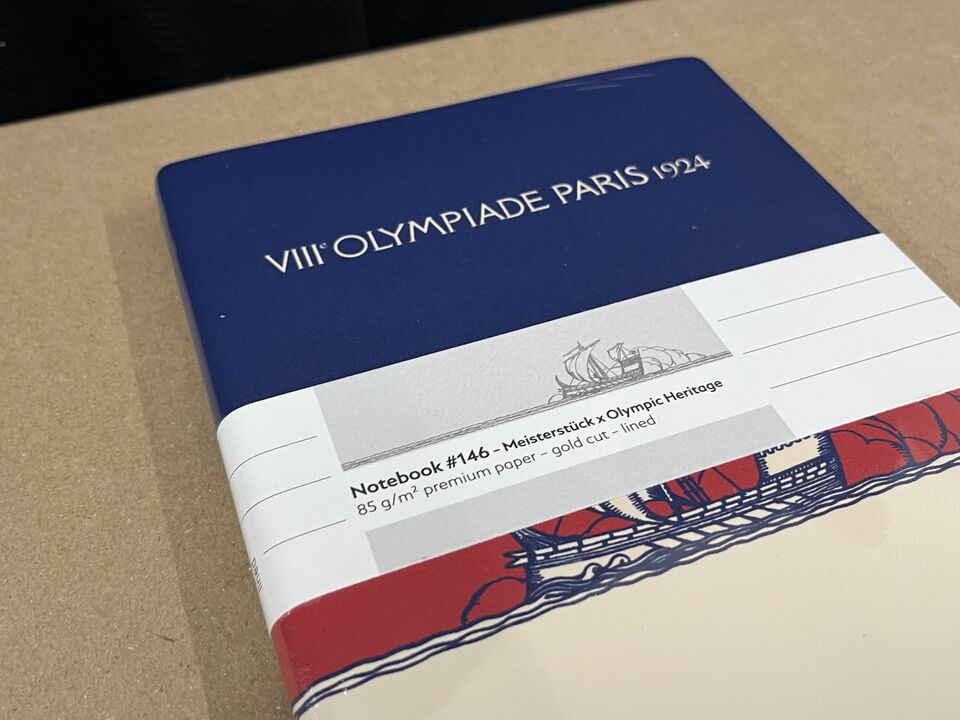 VIIIᵉ OLYMPIADE PARIS 1924
Notebook #146 – Meisterstück x Olympic Heritage
85 g/m² premium paper – gold cut – lined